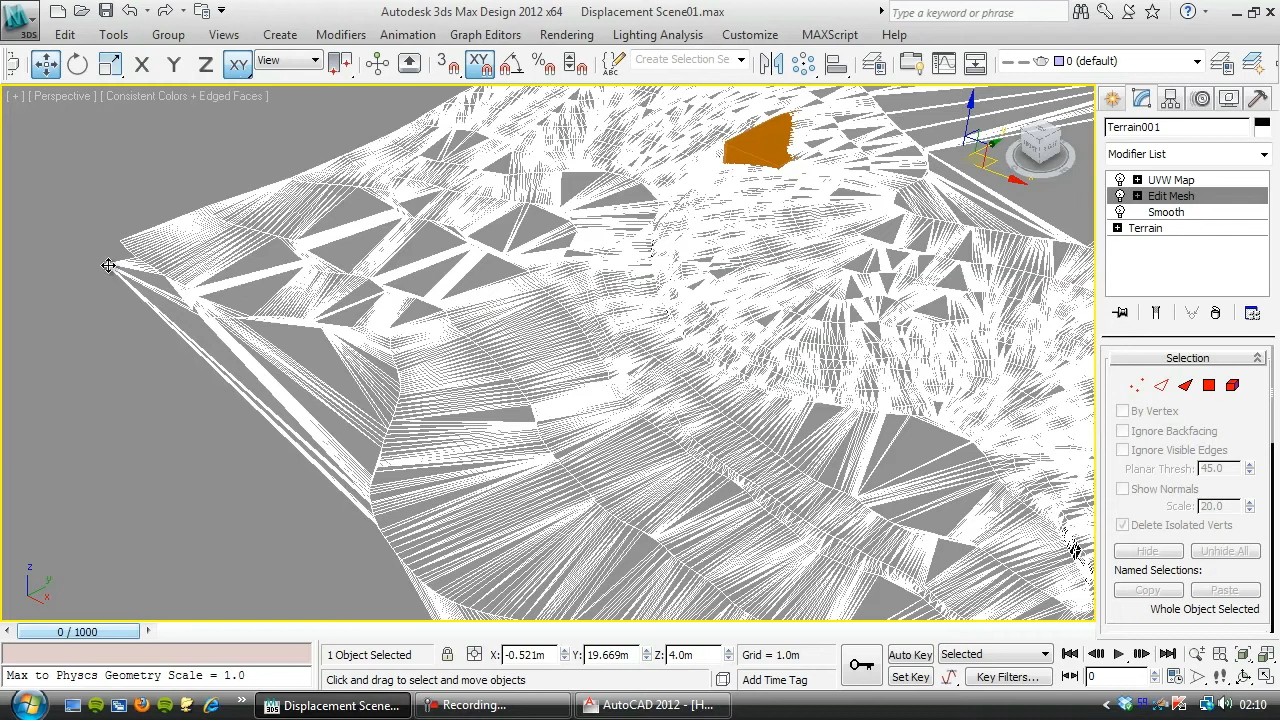 Autodesk 3ds Max Design 2012 x64 Displacement Scene01.max
Type a keyword or phrase
3DS
Edit Tools Group Views Create Modifiers Animation Graph Editors Rendering Lighting Analysis Customize MAXScript Help
X Y Z XY View 3 XY % ABC Create Selection Se 0 (default)
[ + ] [ Perspective ] [ Consistent Colors + Edged Faces ]
Terrain001
Modifier List
UVW Map
Edit Mesh
Smooth
Terrain
Selection
By Vertex
Ignore Backfacing
Ignore Visible Edges
Planar Thresh: 45.0
Show Normals
Scale: 20.0
Delete Isolated Verts
Hide Unhide All
Named Selections:
Copy Paste
Whole Object Selected
z
y
x
0 / 1000
1 Object Selected X: -0.521m Y: 19.669m Z: 4.0m Grid = 1.0m Auto Key Selected
Max to Physcs Geometry Scale = 1.0 Click and drag to select and move objects Add Time Tag Set Key Key Filters... 0
Displacement Scene... Recording... AutoCAD 2012 - [H... 02:10